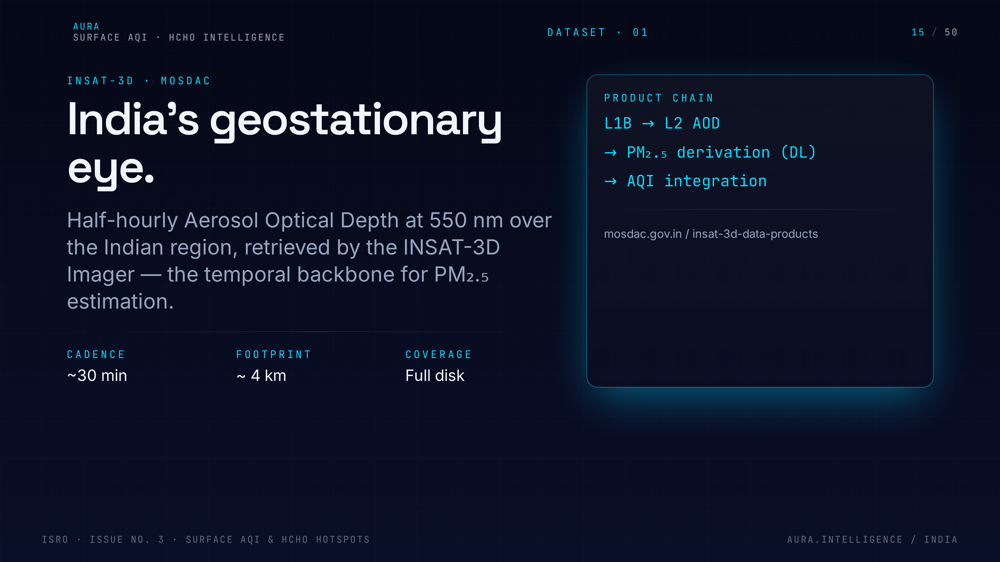 AURA
SURFACE AQI · HCHO INTELLIGENCE
DATASET · 01
15 / 50
INSAT-3D · MOSDAC
India’s geostationary
eye.
Half-hourly Aerosol Optical Depth at 550 nm over
the Indian region, retrieved by the INSAT-3D
Imager — the temporal backbone for PM₂.₅
estimation.
CADENCE
~30 min
FOOTPRINT
~ 4 km
COVERAGE
Full disk
PRODUCT CHAIN
L1B → L2 AOD
→ PM₂.₅ derivation (DL)
→ AQI integration
mosdac.gov.in / insat-3d-data-products
ISRO · ISSUE NO. 3 · SURFACE AQI & HCHO HOTSPOTS
AURA.INTELLIGENCE / INDIA